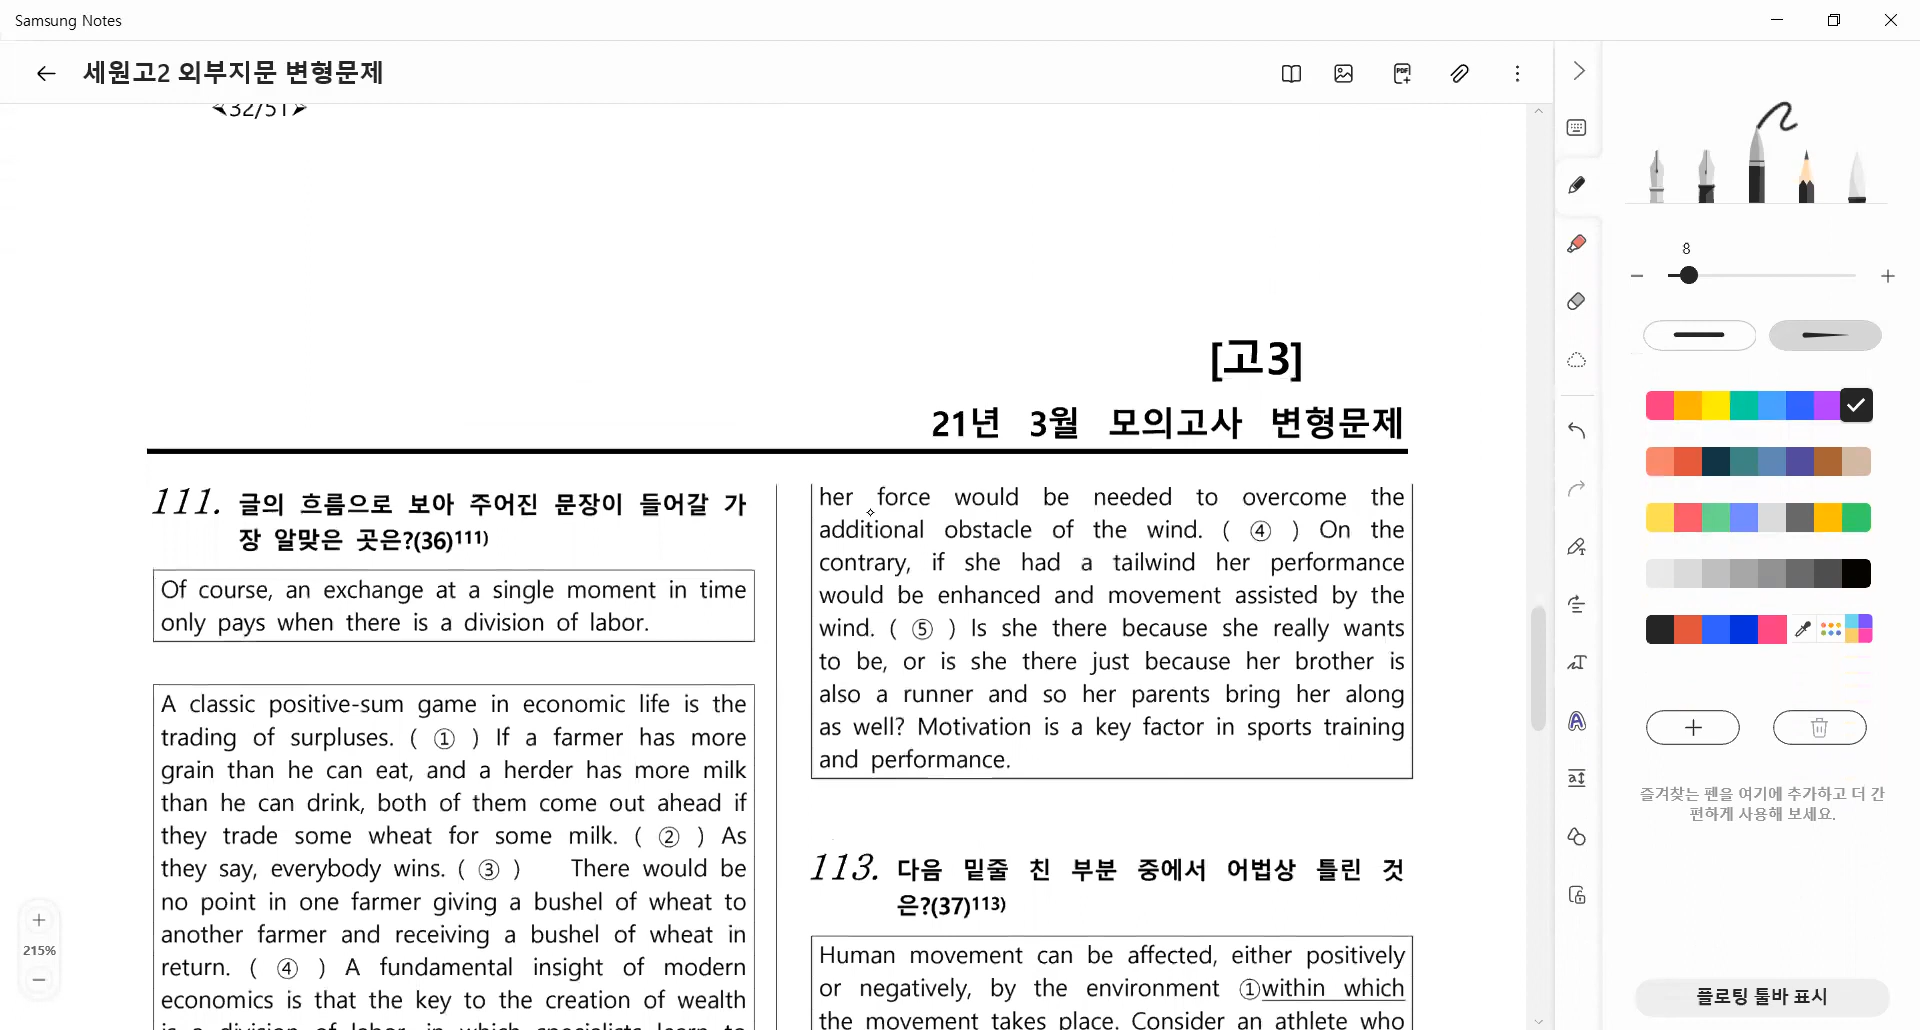 Samsung Notes
세원고2 외부지문 변형문제
<32/51>
[고3]
21년 3월 모의고사 변형문제
111. 글의 흐름으로 보아 주어진 문장이 들어갈 가
장 알맞은 곳은?(36)111)
Of course, an exchange at a single moment in time
only pays when there is a division of labor.
A classic positive-sum game in economic life is the
trading of surpluses. ( ① ) If a farmer has more
grain than he can eat, and a herder has more milk
than he can drink, both of them come out ahead if
they trade some wheat for some milk. ( ② ) As
they say, everybody wins. ( ③ ) There would be
no point in one farmer giving a bushel of wheat to
another farmer and receiving a bushel of wheat in
return. ( ④ ) A fundamental insight of modern
economics is that the key to the creation of wealth
is a division of labor, in which specialists learn to
her force would be needed to overcome the
additional obstacle of the wind. ( ④ ) On the
contrary, if she had a tailwind her performance
would be enhanced and movement assisted by the
wind. ( ⑤ ) Is she there because she really wants
to be, or is she there just because her brother is
also a runner and so her parents bring her along
as well? Motivation is a key factor in sports training
and performance.
113. 다음 밑줄 친 부분 중에서 어법상 틀린 것
은?(37)113)
Human movement can be affected, either positively
or negatively, by the environment ①within which
the movement takes place. Consider an athlete who
215%
PDF
8
즐겨찾는 펜을 여기에 추가하고 더 간
편하게 사용해 보세요.
플로팅 툴바 표시